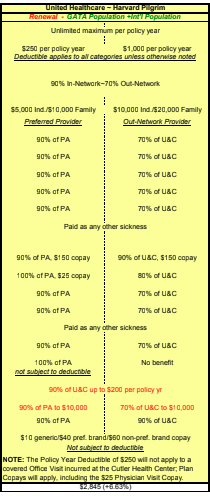 United Healthcare ~ Harvard Pilgrim
Renewal - GATA Population +Int'l Population
Unlimited maximum per policy year
$250 per policy year $1,000 per policy year
Deductible applies to all categories unless otherwise noted
90% In-Network~70% Out-Network
$5,000 Ind./$10,000 Family $10,000 Ind./$20,000 Family
Preferred Provider Out-Network Provider
90% of PA 70% of U&C
90% of PA 70% of U&C
90% of PA 70% of U&C
90% of PA 70% of U&C
90% of PA 70% of U&C
Paid as any other sickness
90% of PA, $150 copay 90% of U&C, $150 copay
100% of PA, $25 copay 80% of U&C
90% of PA 70% of U&C
90% of PA 70% of U&C
Paid as any other sickness
90% of PA 70% of U&C
100% of PA No benefit
not subject to deductible
90% of U&C up to $200 per policy yr
90% of PA to $10,000 70% of U&C to $10,000
90% of PA 90% of U&C
$10 generic/$40 pref. brand/$60 non-pref. brand copay
Not subject to deductible
NOTE: The Policy Year Deductible of $250 will not apply to a
covered Office Visit incurred at the Cutler Health Center; Plan
Copays will apply, including the $25 Physician Visit Copay.
$2,845 (+6.63%)